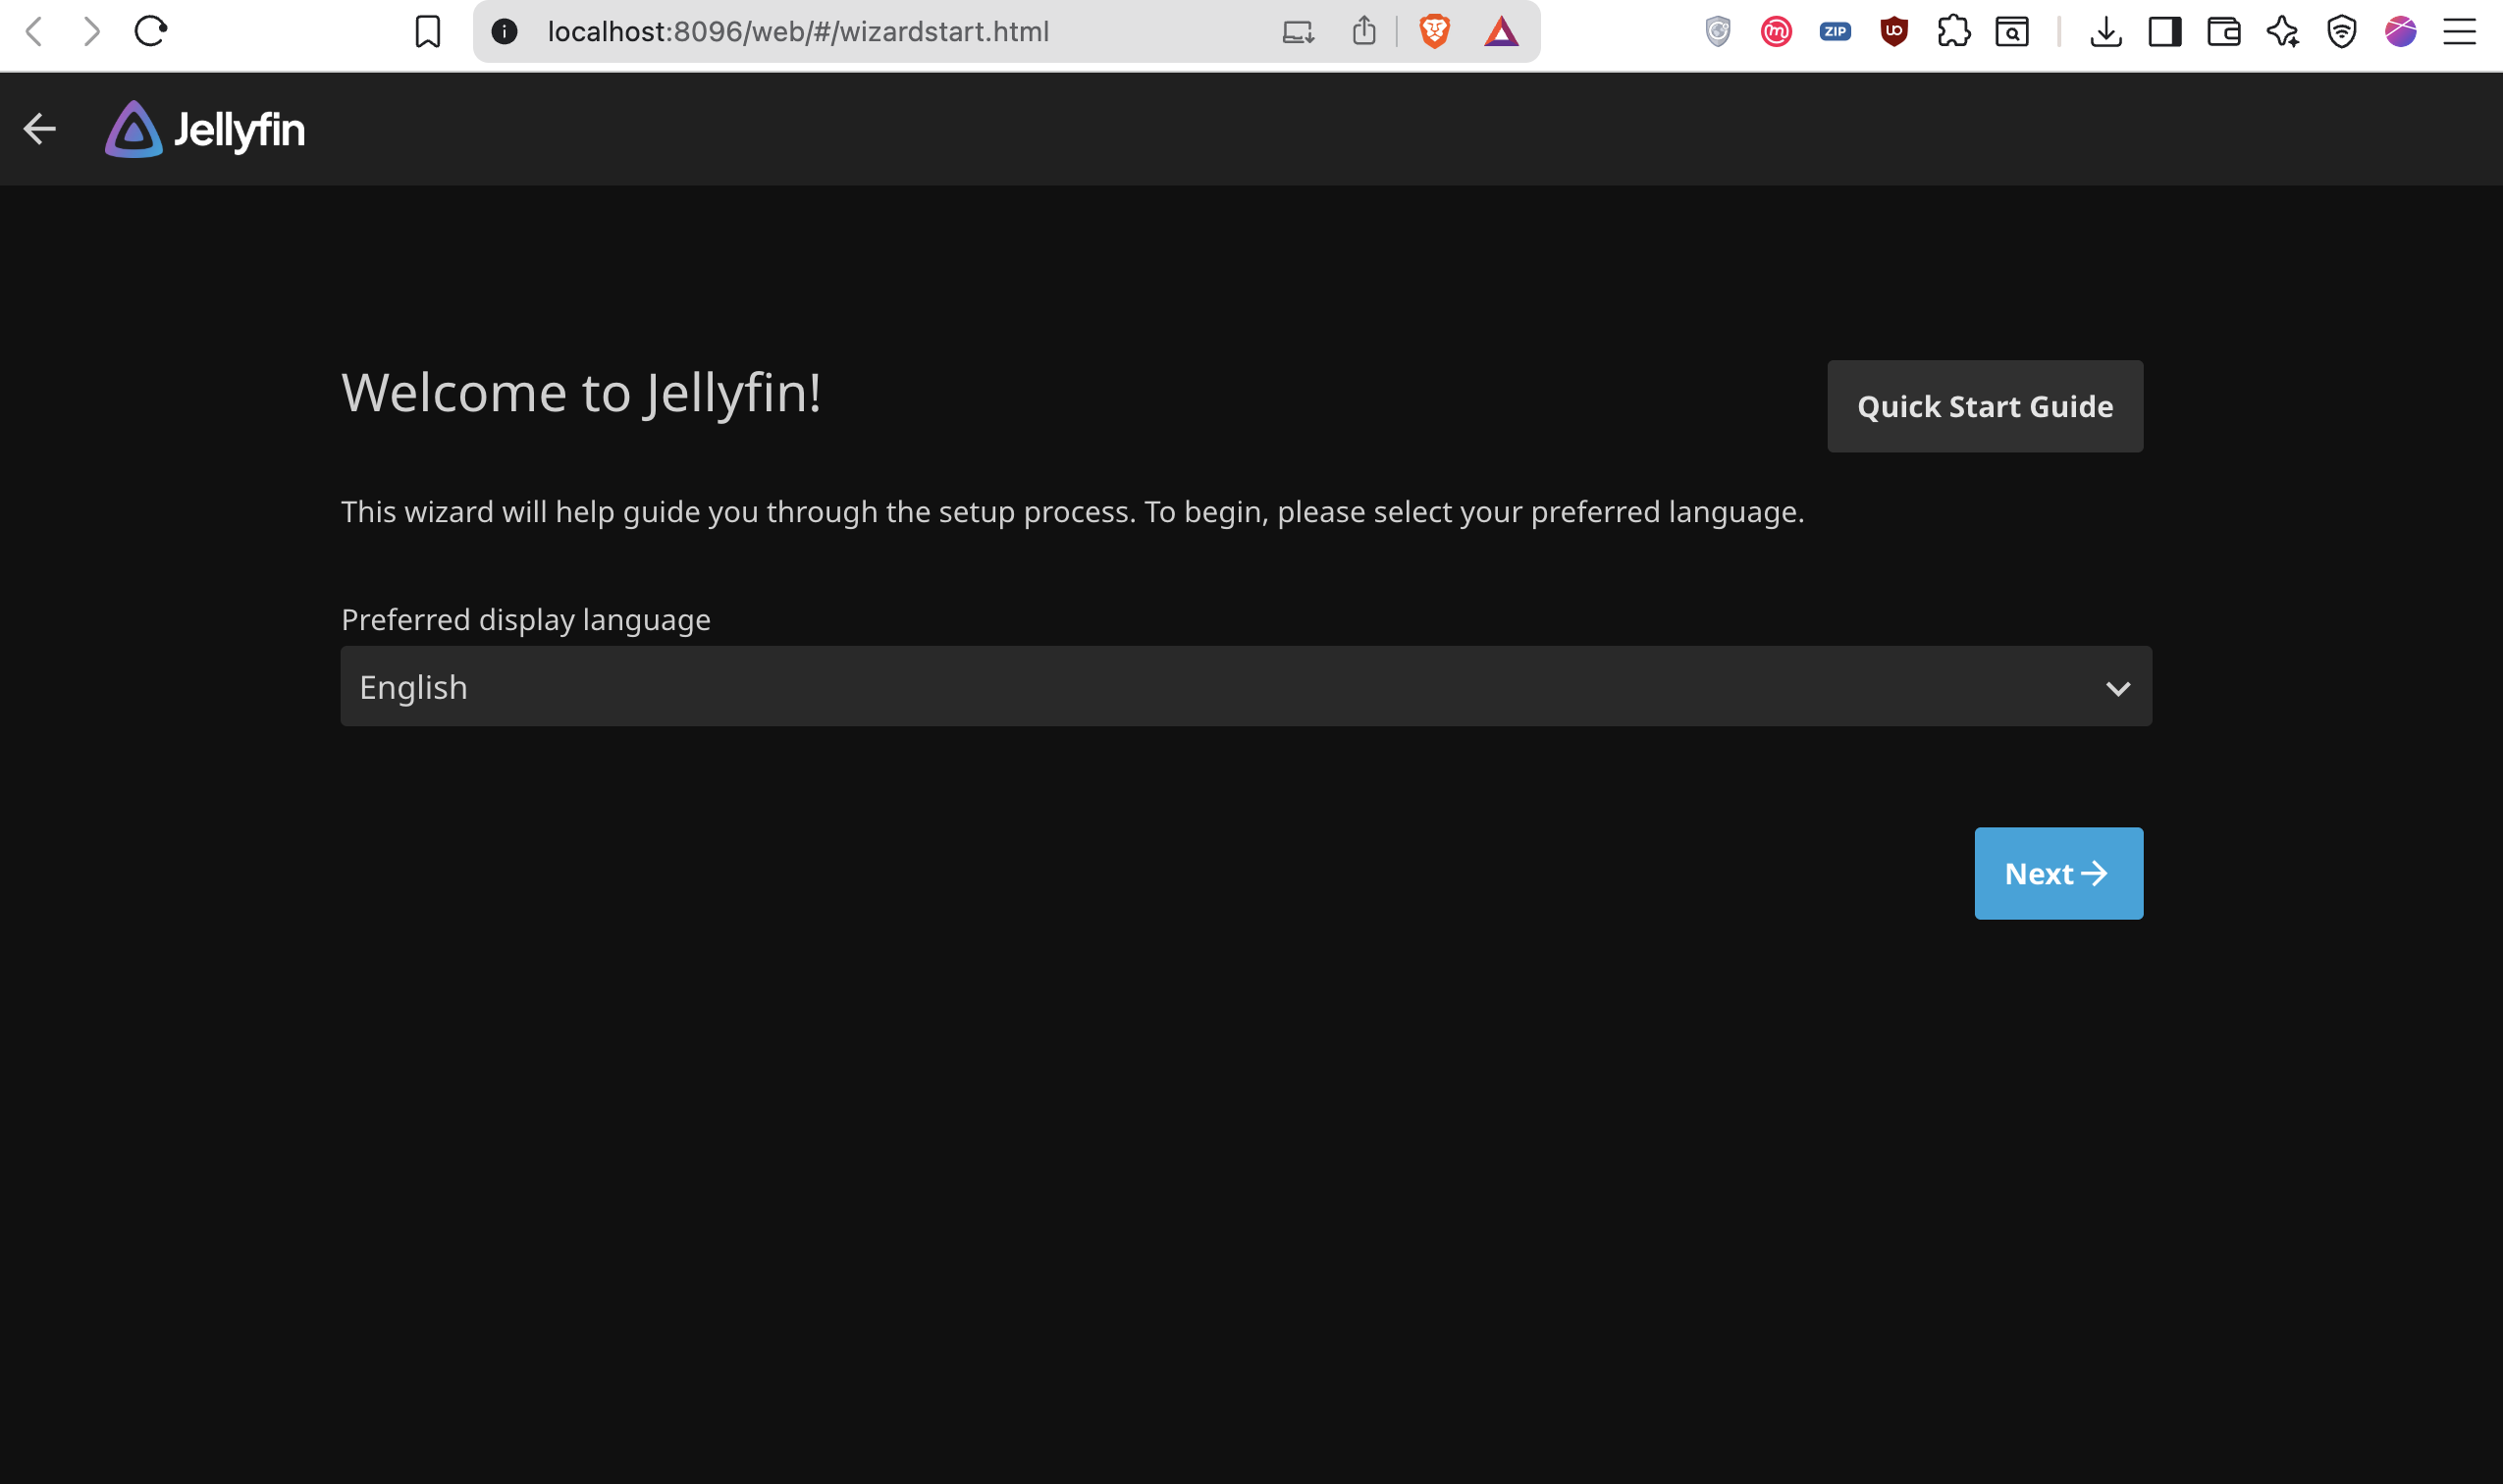 localhost:8096/web/#/wizardstart.html
ZIP
UO
Jellyfin
Welcome to Jellyfin!
Quick Start Guide
This wizard will help guide you through the setup process. To begin, please select your preferred language.
Preferred display language
English
Next